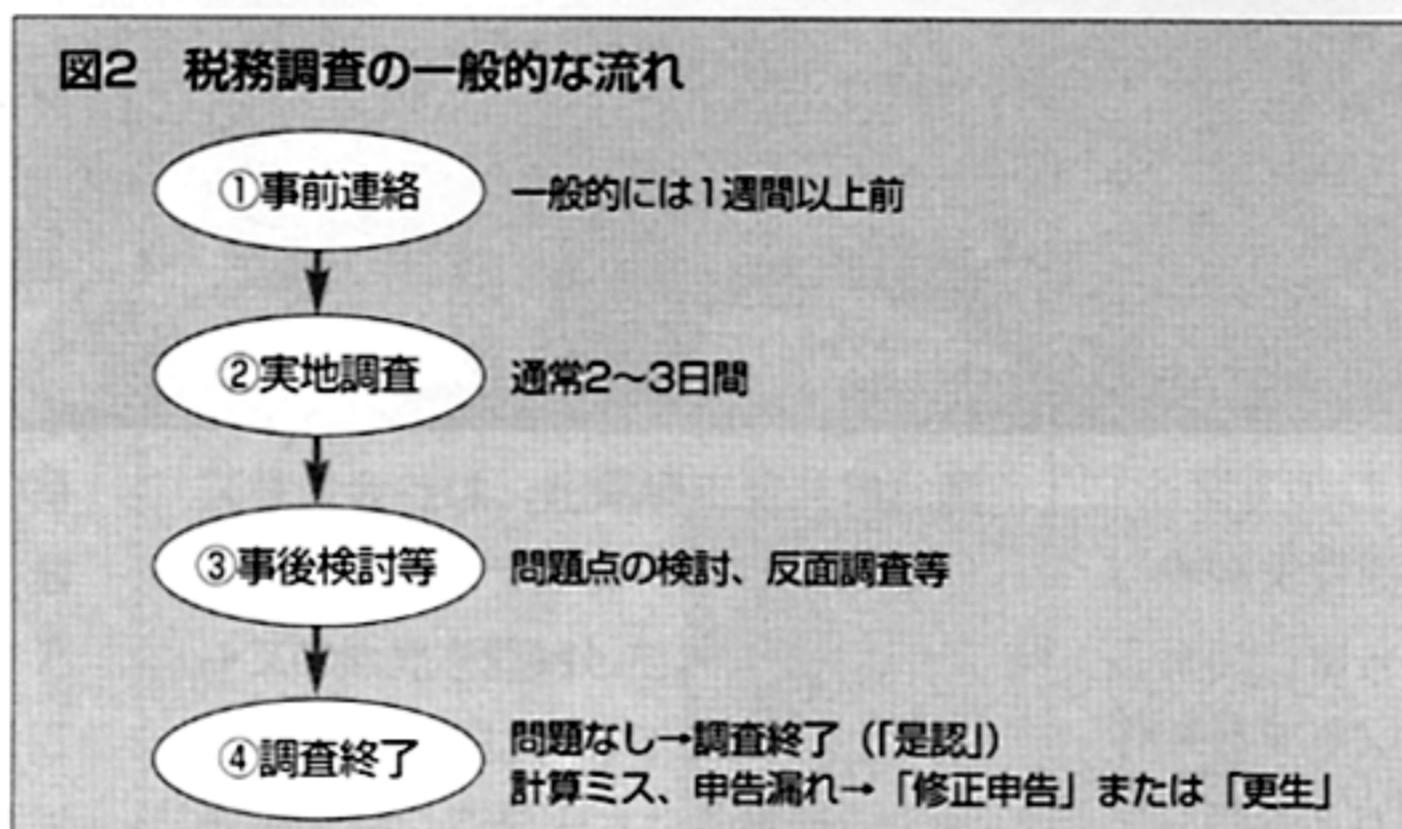 図2 税務調査の一般的な流れ
①事前連絡 一般的には1週間以上前
②実地調査 通常2〜3日間
③事後検討等 問題点の検討、反面調査等
④調査終了 問題なし→調査終了（「是認」）
計算ミス、申告漏れ→「修正申告」または「更生」